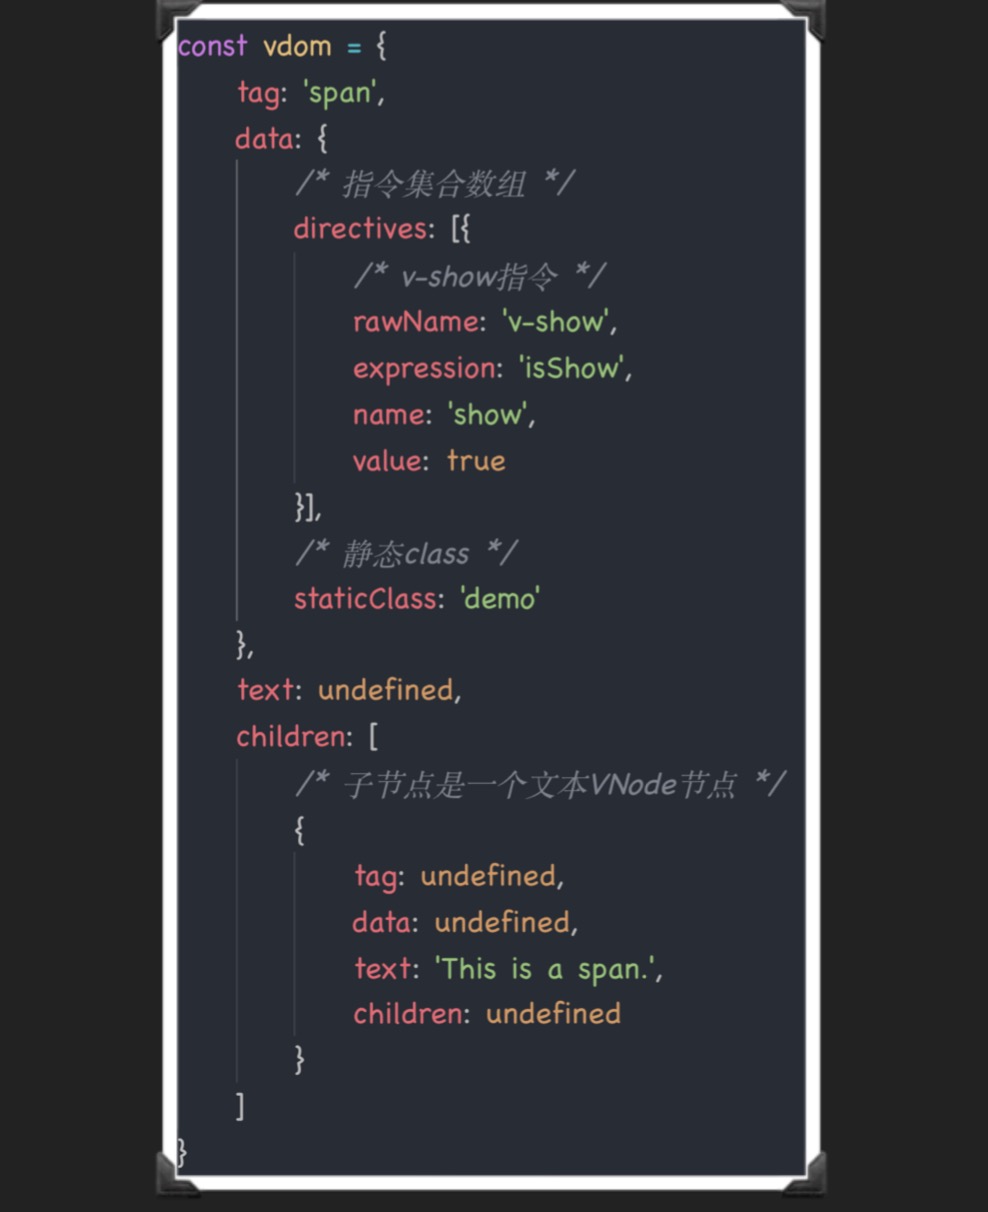 const vdom = {
    tag: 'span',
    data: {
        /* 指令集合数组 */
        directives: [{
            /* v-show指令 */
            rawName: 'v-show',
            expression: 'isShow',
            name: 'show',
            value: true
        }],
        /* 静态class */
        staticClass: 'demo'
    },
    text: undefined,
    children: [
        /* 子节点是一个文本VNode节点 */
        {
            tag: undefined,
            data: undefined,
            text: 'This is a span.',
            children: undefined
        }
    ]
}